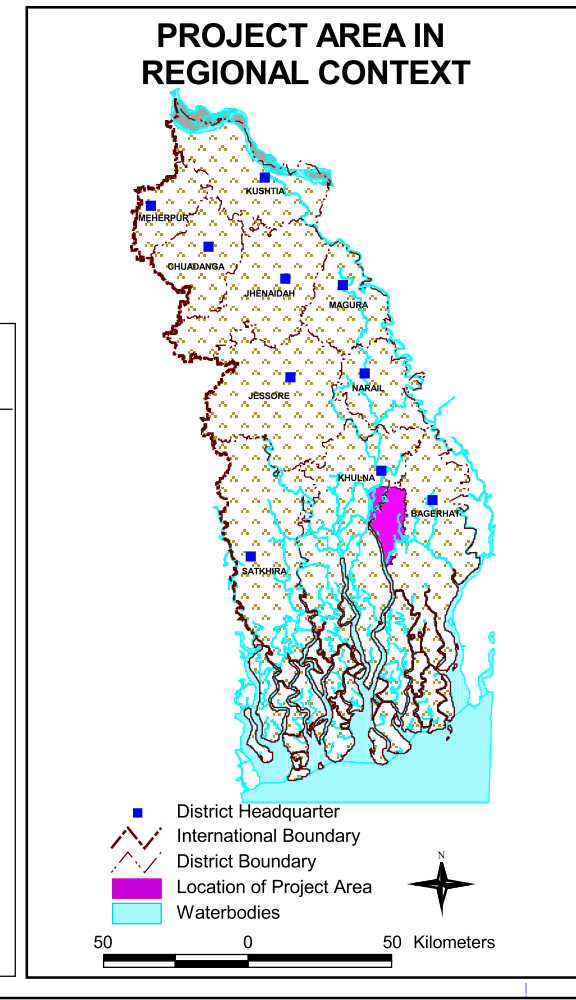 PROJECT AREA IN
REGIONAL CONTEXT
KUSHTIA
MEHERPUR
CHUADANGA
JHENAIDAH
MAGURA
NARAIL
JESSORE
KHULNA
BAGERHAT
SATKHIRA
District Headquarter
International Boundary
District Boundary
Location of Project Area
Waterbodies
N
50 0 50 Kilometers